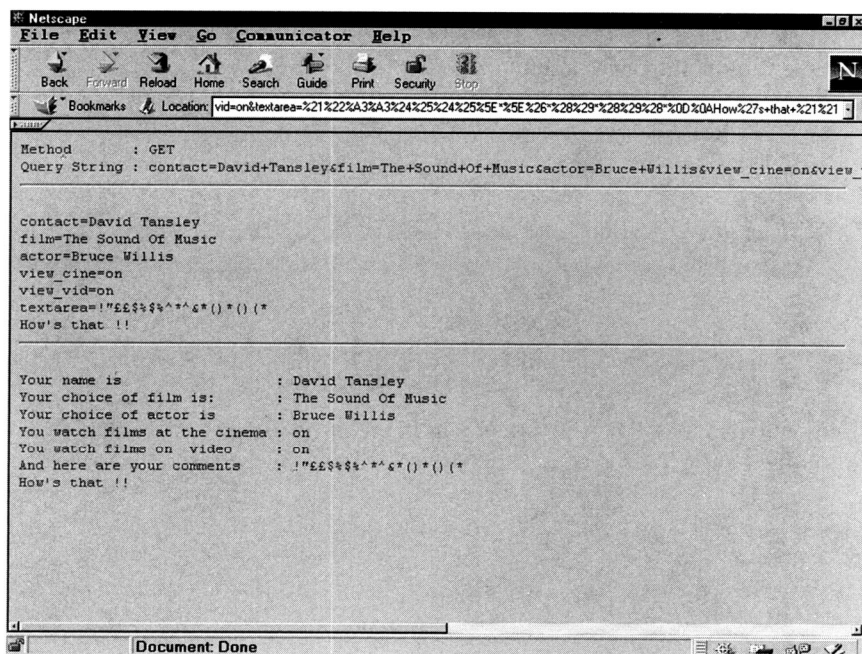 Netscape
File Edit View Go Communicator Help
Back Forward Reload Home Search Guide Print Security Stop
N
Bookmarks Location: vid=on&textarea=%21%22%A3%A3%24%25%24%25%5E*%5E%26*%28%29*%28%29%28*%0D%0AHow%27s+that+%21%21
Method : GET
Query String : contact=David+Tansley&film=The+Sound+Of+Music&actor=Bruce+Willis&view_cine=on&view_
contact=David Tansley
film=The Sound Of Music
actor=Bruce Willis
view_cine=on
view_vid=on
textarea=!"££$%$%^*^&*()*()(*
How's that !!
Your name is : David Tansley
Your choice of film is: : The Sound Of Music
Your choice of actor is : Bruce Willis
You watch films at the cinema : on
You watch films on video : on
And here are your comments : !"££$%$%^*^&*()*()(*
How's that !!
Document: Done